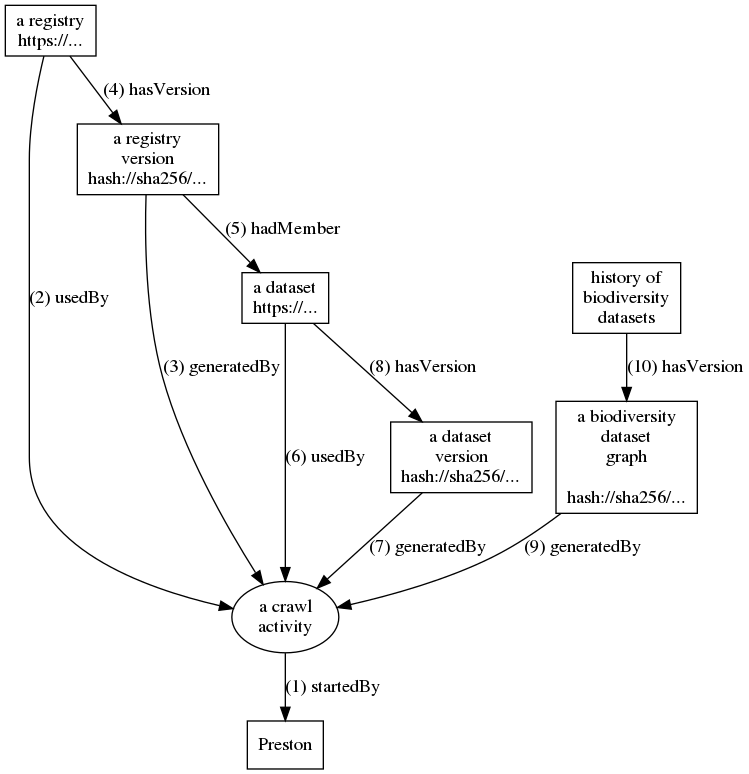 a registry
https://...
(4) hasVersion
a registry
version
hash://sha256/...
(5) hadMember
a dataset
https://...
history of
biodiversity
datasets
(2) usedBy
(3) generatedBy
(8) hasVersion
(10) hasVersion
a dataset
version
hash://sha256/...
a biodiversity
dataset
graph
hash://sha256/...
(6) usedBy
(7) generatedBy
(9) generatedBy
a crawl
activity
(1) startedBy
Preston